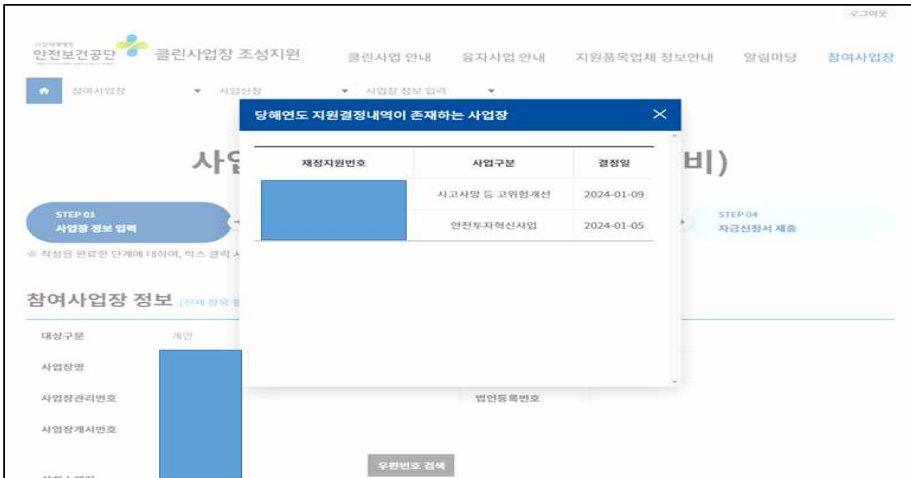 로그아웃
안전보건공단 클린사업장 조성지원 클린사업 안내 융자사업 안내 지원품목업체 정보안내 알림마당 참여사업장
참여사업장 사업신청 사업장 정보 입력
당해연도 지원결정내역이 존재하는 사업장
재정지원번호 사업구분 결정일
사고사망 등 고위험개선 2024-01-09
안전투자혁신사업 2024-01-05
비)
STEP 01
사업장 정보 입력
STEP 04
자금신청서 제출
※ 작성을 완료한 단계에 대하여, 박스 클릭 시
참여사업장 정보
대상구분 개인
사업장명
사업장관리번호 법인등록번호
사업장개시번호
우편번호 검색